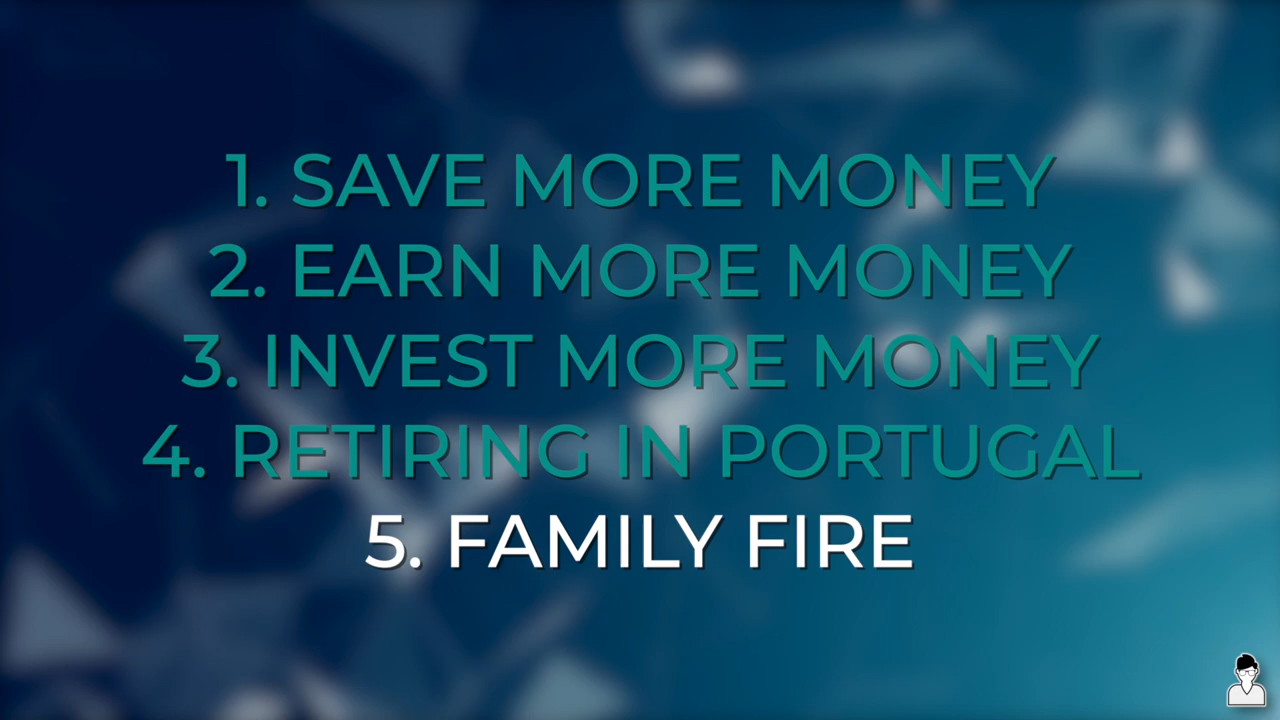 1. SAVE MORE MONEY
2. EARN MORE MONEY
3. INVEST MORE MONEY
4. RETIRING IN PORTUGAL
5. FAMILY FIRE